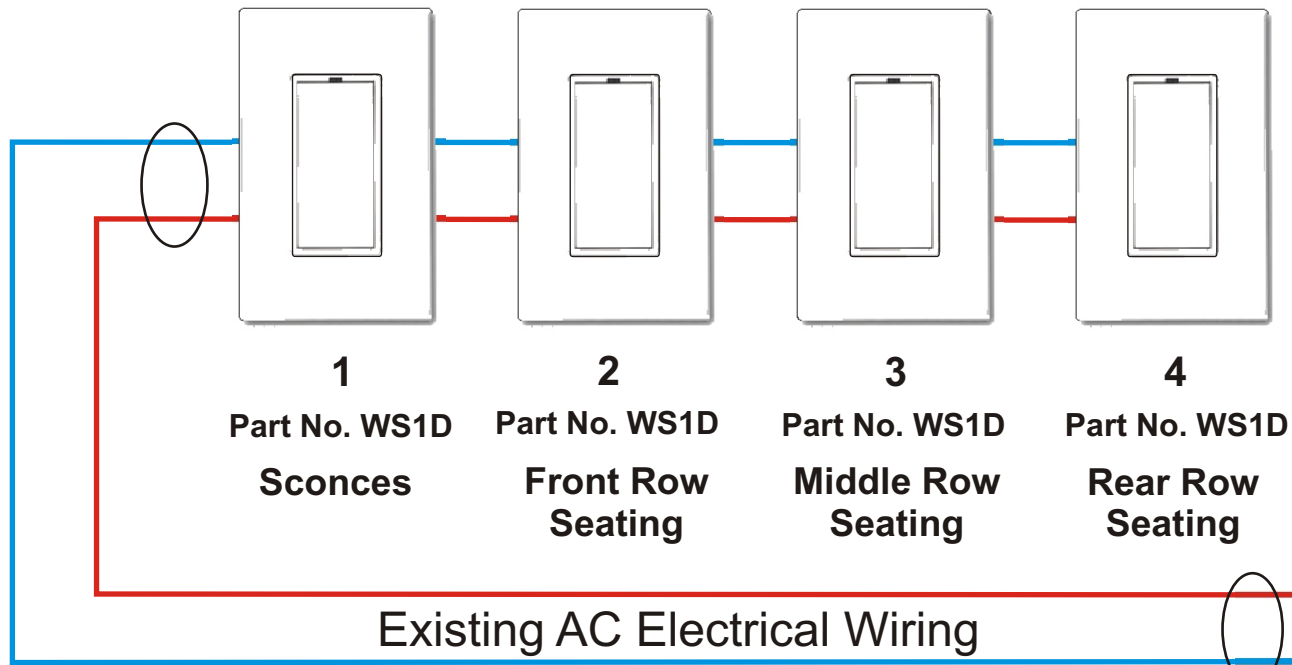 1
2
3
4
Part No. WS1D
Part No. WS1D
Part No. WS1D
Part No. WS1D
Sconces
Front Row
Seating
Middle Row
Seating
Rear Row
Seating
Existing AC Electrical Wiring